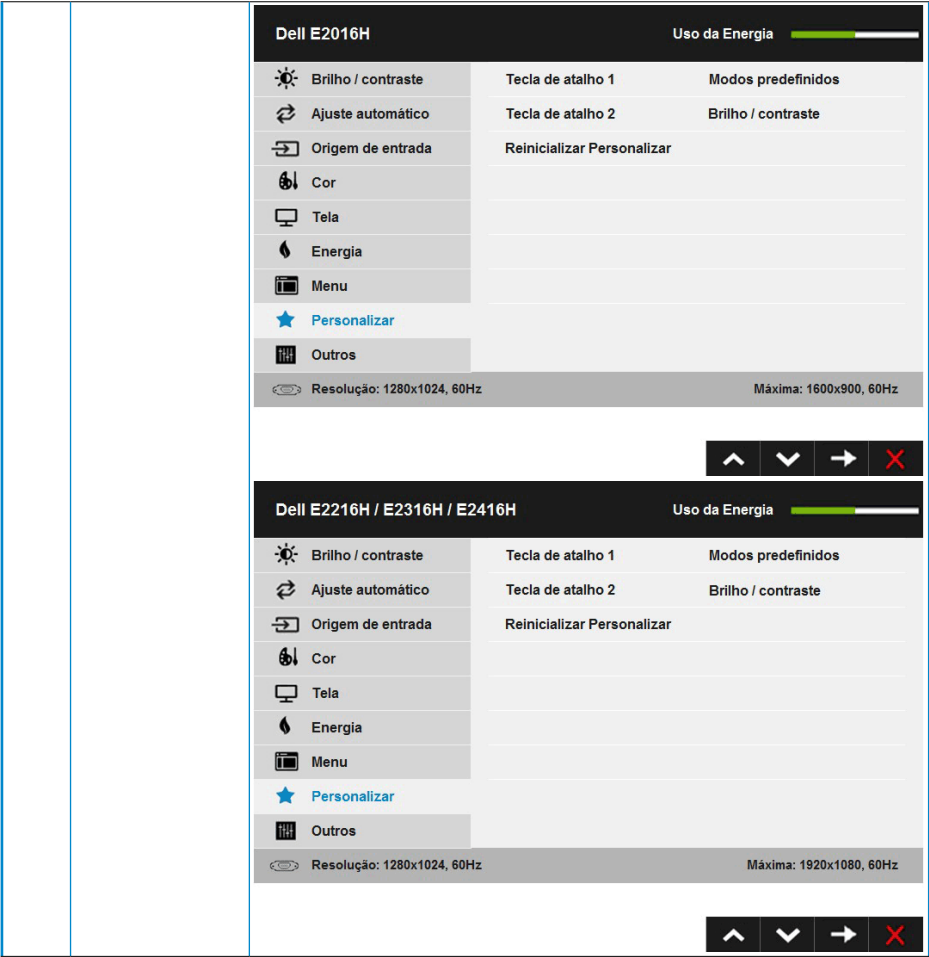 Dell E2016H Uso da Energia
Brilho / contraste Tecla de atalho 1 Modos predefinidos
Ajuste automático Tecla de atalho 2 Brilho / contraste
Origem de entrada Reinicializar Personalizar
Cor
Tela
Energia
Menu
Personalizar
Outros
Resolução: 1280x1024, 60Hz Máxima: 1600x900, 60Hz
Dell E2216H / E2316H / E2416H Uso da Energia
Brilho / contraste Tecla de atalho 1 Modos predefinidos
Ajuste automático Tecla de atalho 2 Brilho / contraste
Origem de entrada Reinicializar Personalizar
Cor
Tela
Energia
Menu
Personalizar
Outros
Resolução: 1280x1024, 60Hz Máxima: 1920x1080, 60Hz